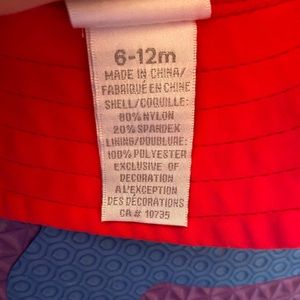 6-12m
MADE IN CHINA/
FABRIQUÉ EN CHINE
SHELL/COQUILLE:
80% NYLON
20% SPANDEX
LINING/DOUBLURE:
100% POLYESTER
EXCLUSIVE OF
DECORATION
A L'EXCEPTION
DES DÉCORATIONS
CA# 10735